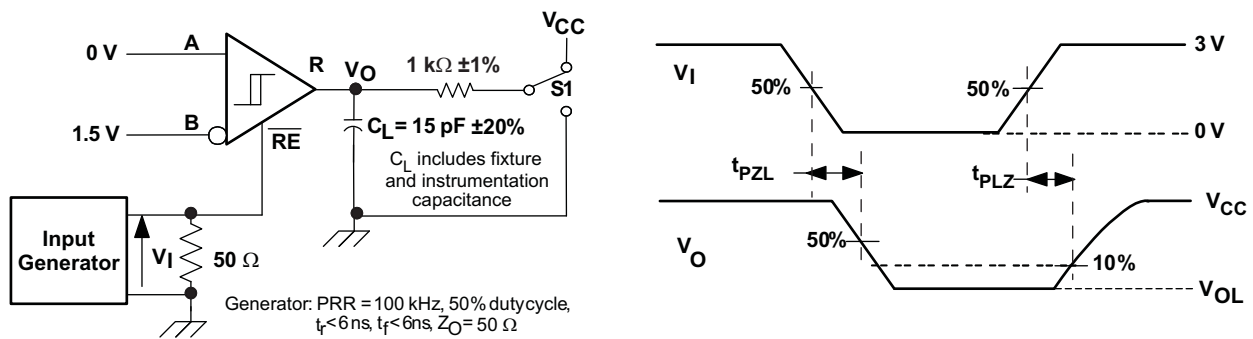 0 V
A
1.5 V
B
R
RE
V_O
1 kΩ ±1%
V_CC
S1
C_L = 15 pF ±20%
C_L includes fixture
and instrumentation
capacitance
Input
Generator
V_I
50 Ω
Generator: PRR = 100 kHz, 50% duty cycle,
t_r < 6 ns, t_f < 6 ns, Z_O = 50 Ω
V_I
50%
50%
3 V
0 V
t_PZL
t_PLZ
V_CC
V_O
50%
10%
V_OL